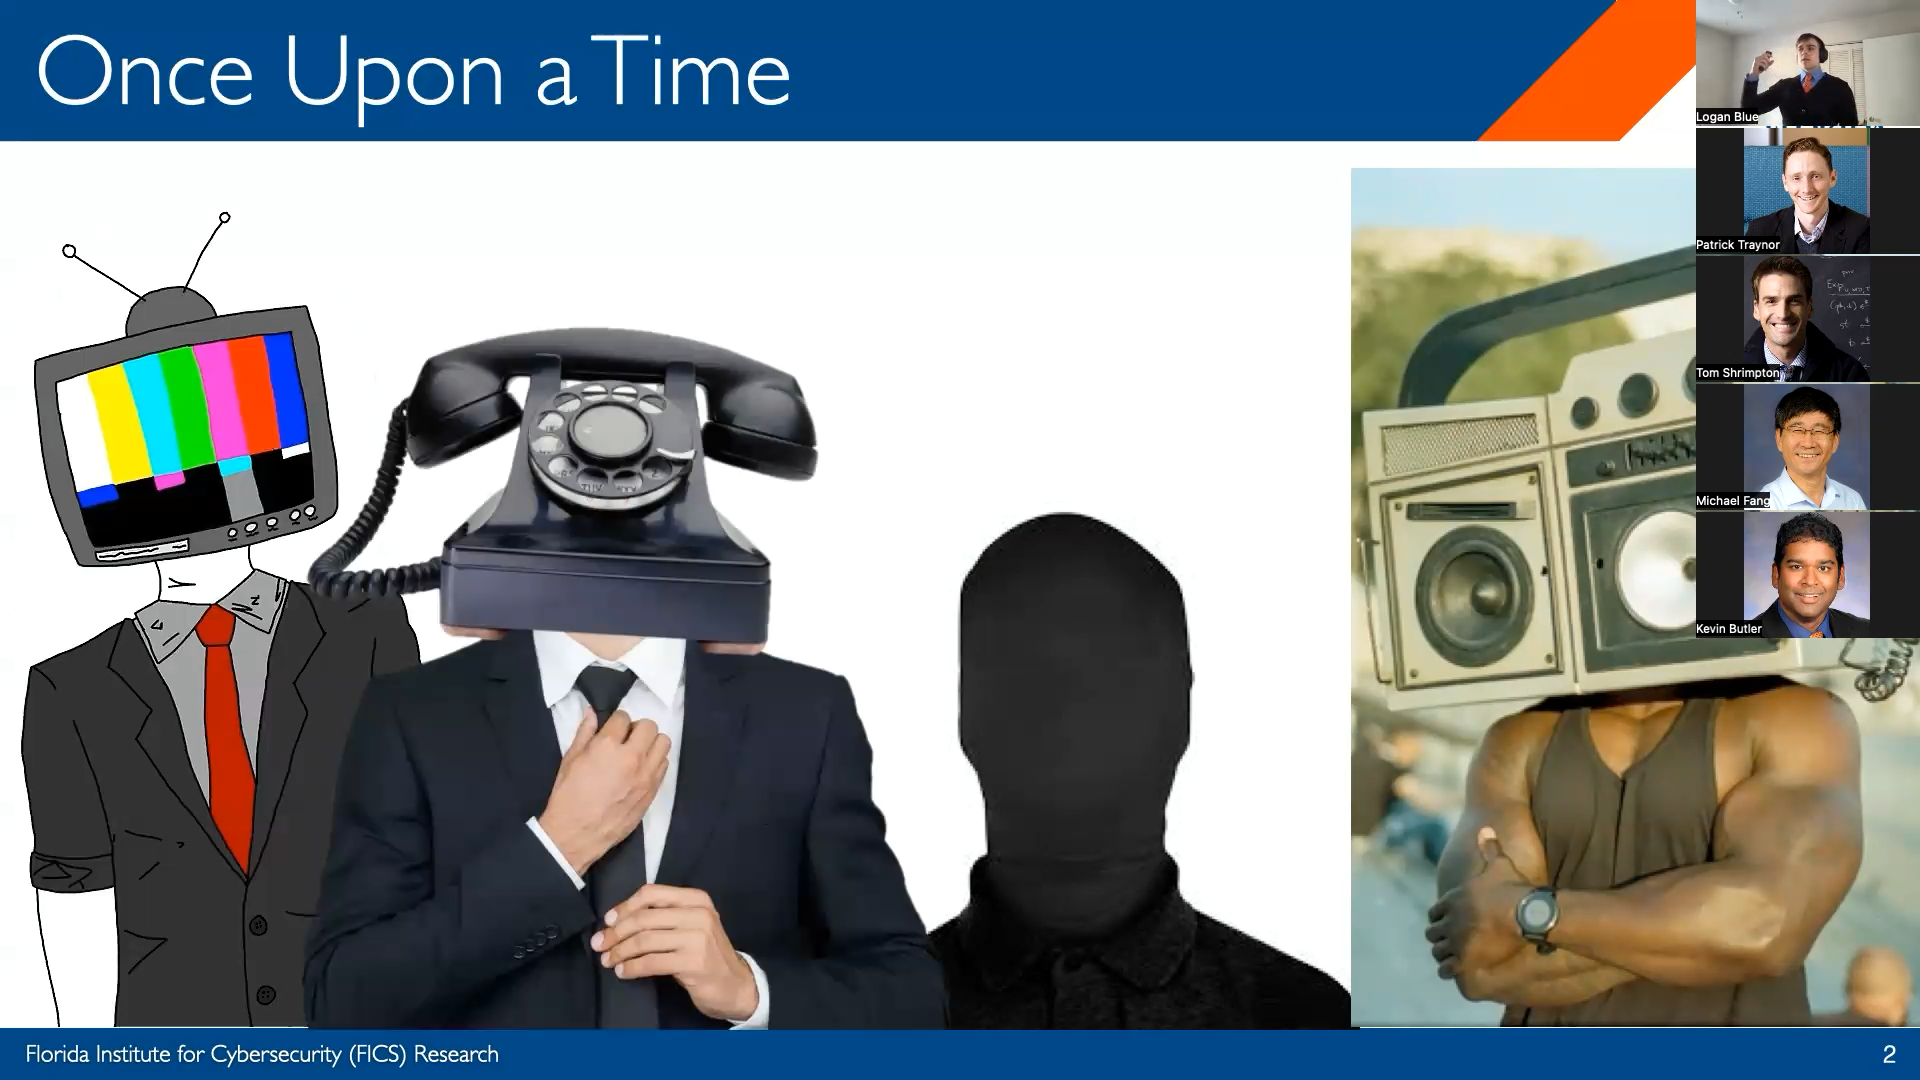 Once Upon a Time
Logan Blue
Patrick Traynor
Tom Shrimpton
Michael Fang
Kevin Butler
Florida Institute for Cybersecurity (FICS) Research
2